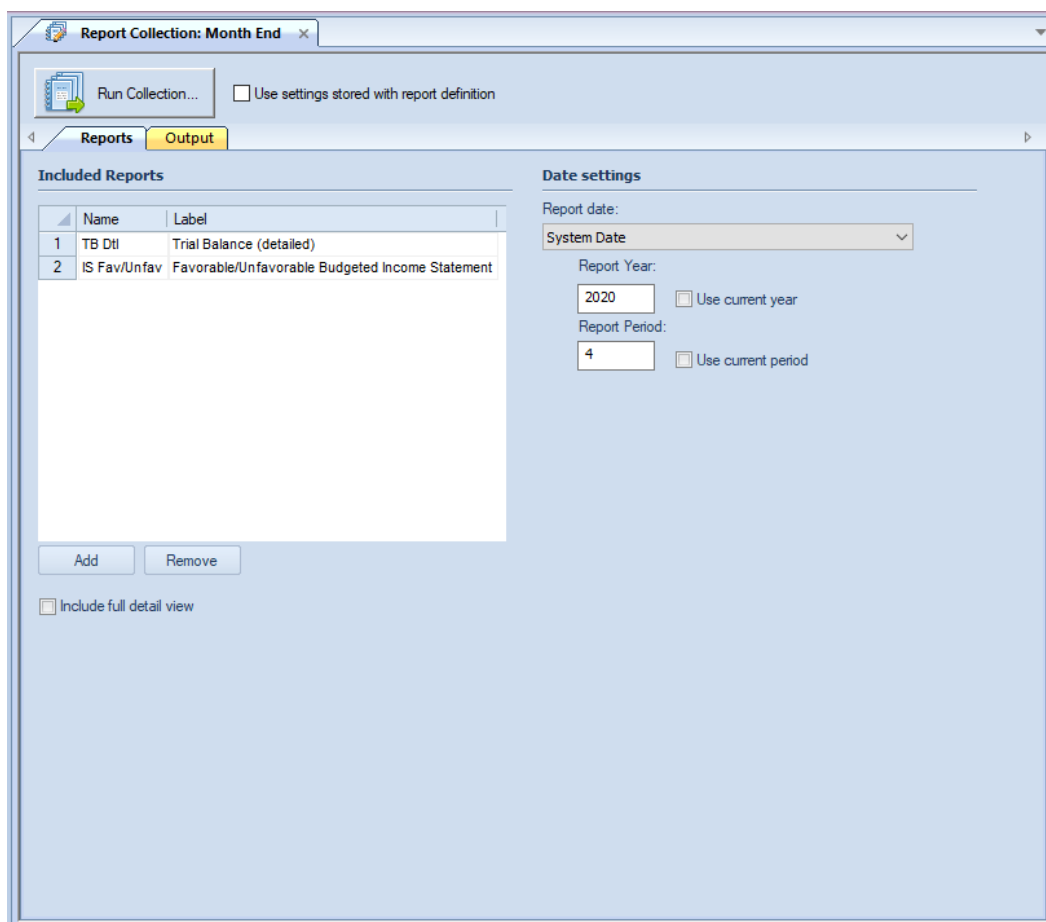 Report Collection: Month End
Run Collection...
Use settings stored with report definition
Reports
Output
Included Reports
Name Label
1 TB Dtl Trial Balance (detailed)
2 IS Fav/Unfav Favorable/Unfavorable Budgeted Income Statement
Add
Remove
Include full detail view
Date settings
Report date:
System Date
Report Year:
2020
Use current year
Report Period:
4
Use current period